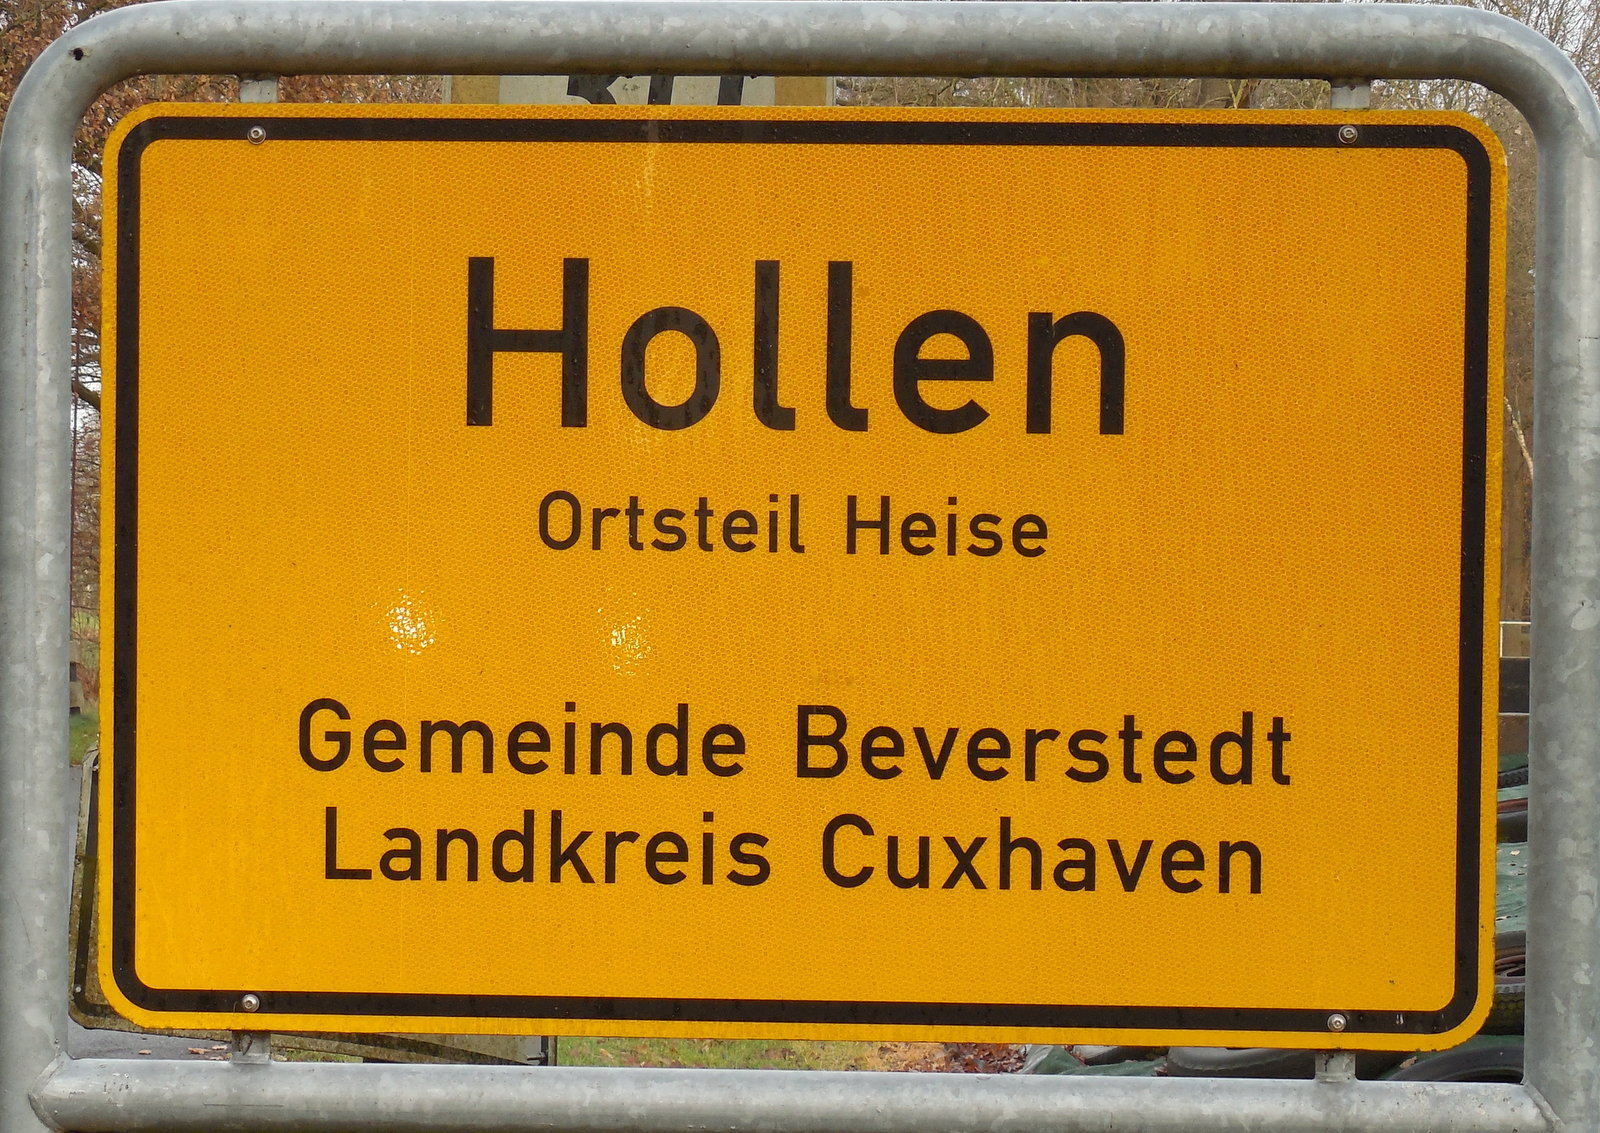 Hollen
Ortsteil Heise
Gemeinde Beverstedt
Landkreis Cuxhaven